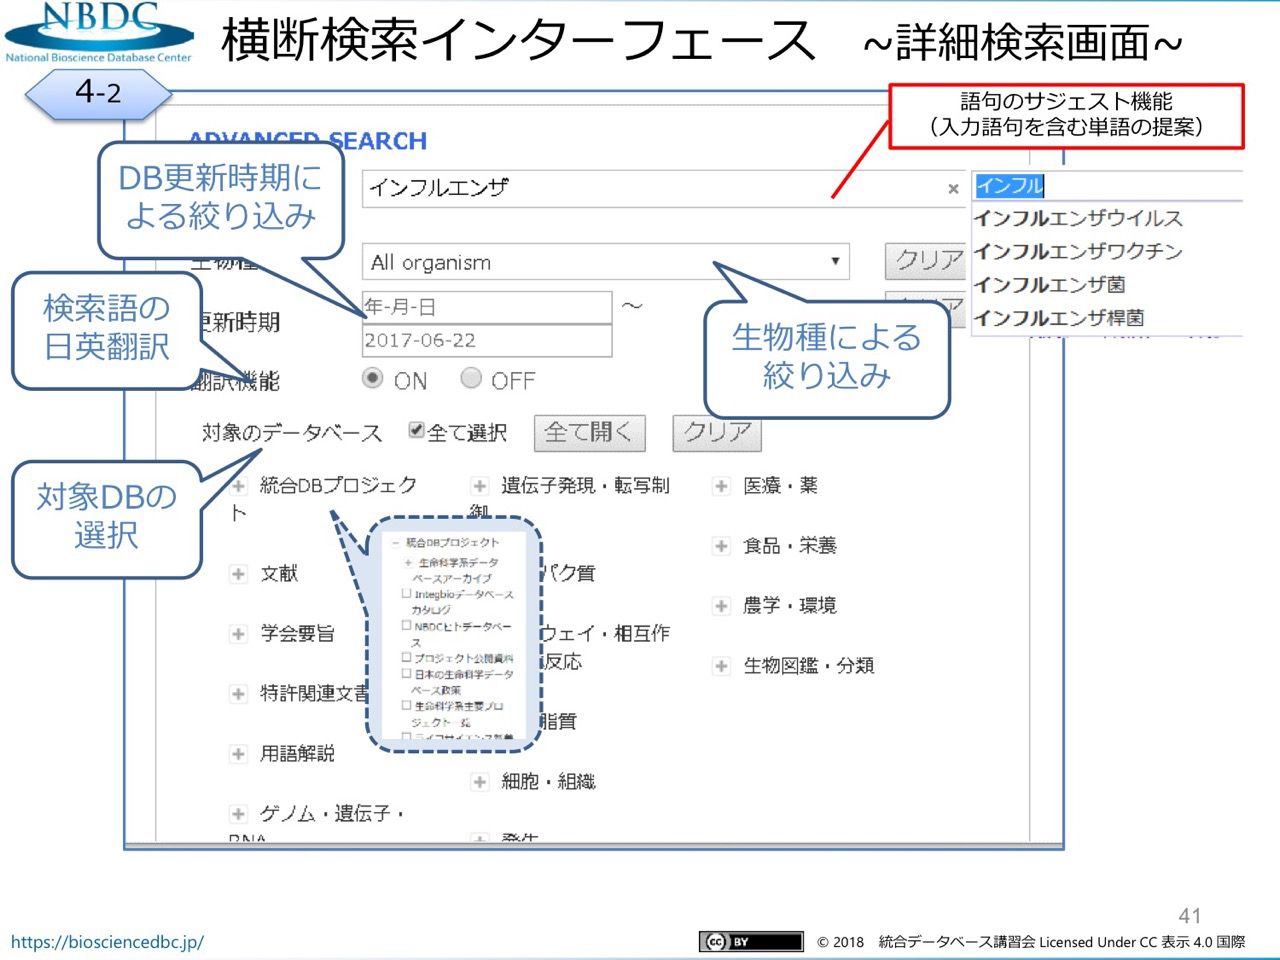 NBDC
National Bioscience Database Center
横断検索インターフェース ~詳細検索画面~
4-2
語句のサジェスト機能
（入力語句を含む単語の提案）
ADVANCED SEARCH
DB更新時期に
よる絞り込み
インフルエンザ
×
インフル
インフルエンザウイルス
インフルエンザワクチン
インフルエンザ菌
インフルエンザ桿菌
生物種
All organism
クリア
検索語の
日英翻訳
更新時期
年-月-日
～
2017-06-22
クリア
生物種による
絞り込み
翻訳機能
ON
OFF
対象のデータベース
全て選択
全て開く
クリア
対象DBの
選択
統合DBプロジェク
ト
文献
学会要旨
特許関連文書
用語解説
ゲノム・遺伝子・
RNA
統合DBプロジェクト
生命科学系データ
ベースアーカイブ
Integbioデータベース
カタログ
NBDCヒトデータベー
ス
プロジェクト公開資料
日本の生命科学データ
ベース政策
生命科学系主要プロ
ジェクト一覧
遺伝子発現・転写制
御
パク質
ウェイ・相互作
反応
脂質
細胞・組織
発生
医療・薬
食品・栄養
農学・環境
生物図鑑・分類
41
https://biosciencedbc.jp/
cc BY
© 2018 統合データベース講習会 Licensed Under CC 表示 4.0 国際